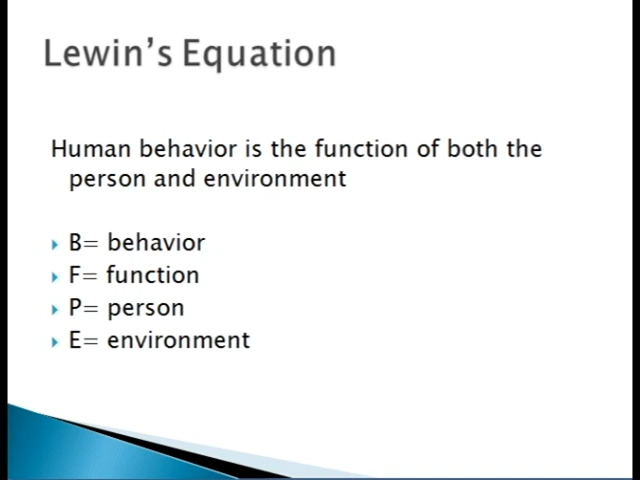 Lewin's Equation
Human behavior is the function of both the
person and environment
B= behavior
F= function
P= person
E= environment